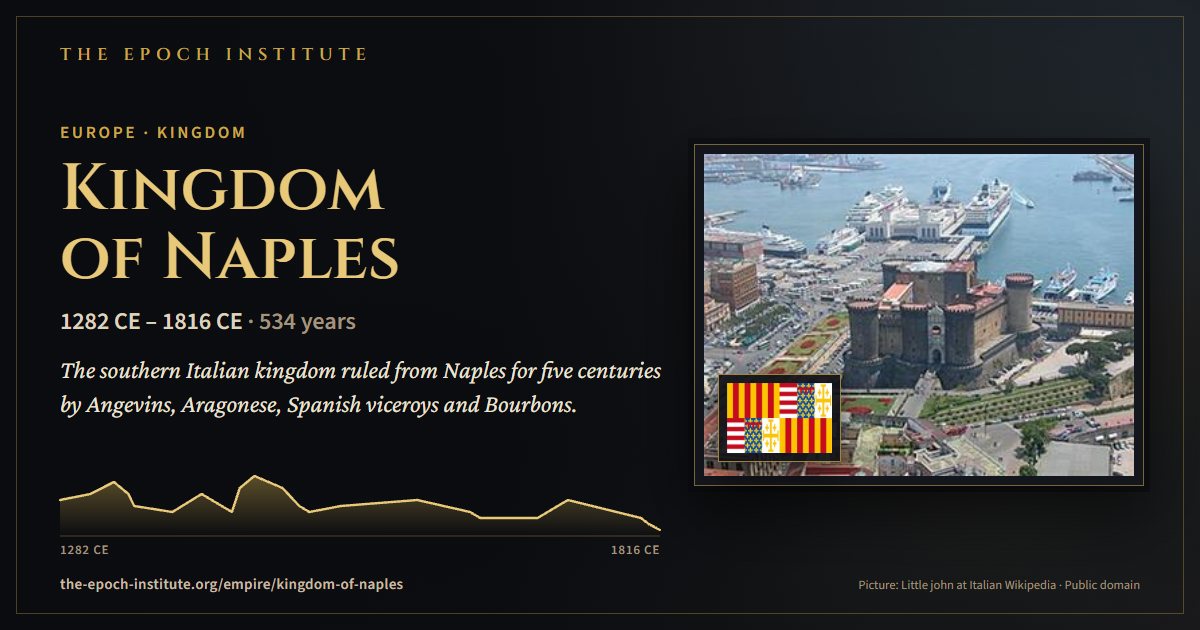 THE EPOCH INSTITUTE
EUROPE · KINGDOM
KINGDOM
OF NAPLES
1282 CE – 1816 CE · 534 years
The southern Italian kingdom ruled from Naples for five centuries
by Angevins, Aragonese, Spanish viceroys and Bourbons.
1282 CE
1816 CE
the-epoch-institute.org/empire/kingdom-of-naples
Picture: Little john at Italian Wikipedia · Public domain